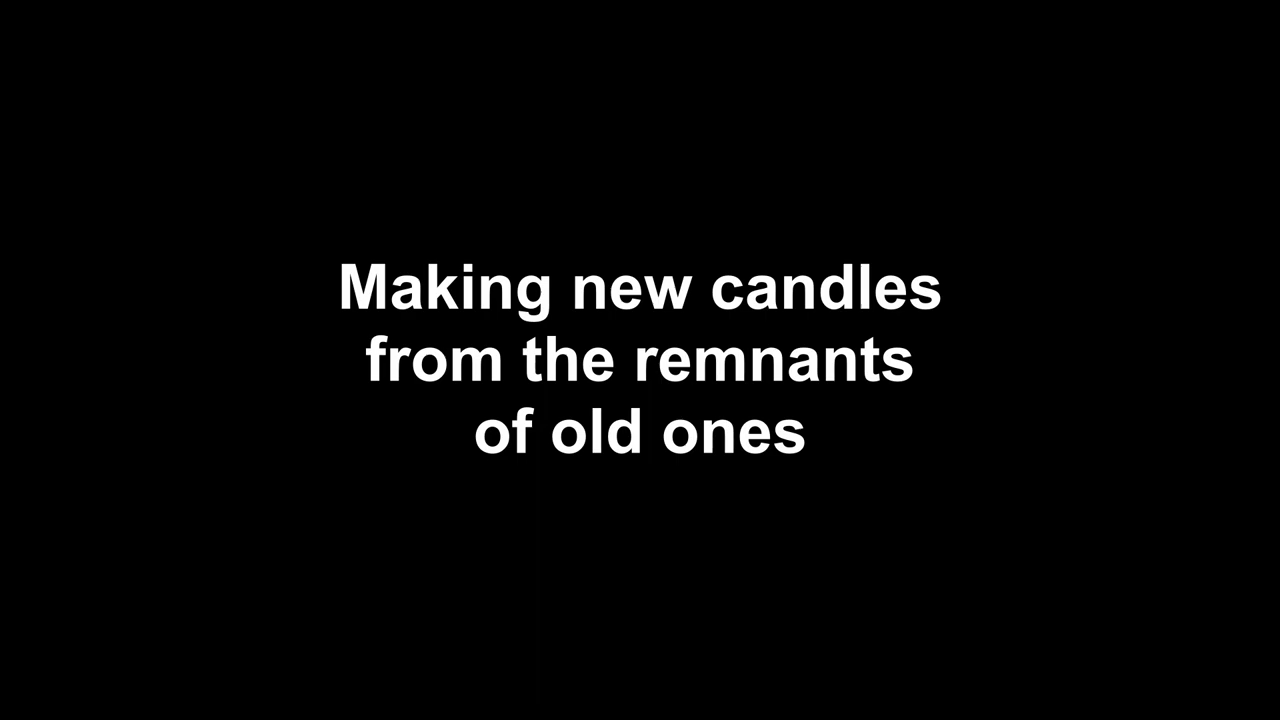 Making new candles
from the remnants
of old ones